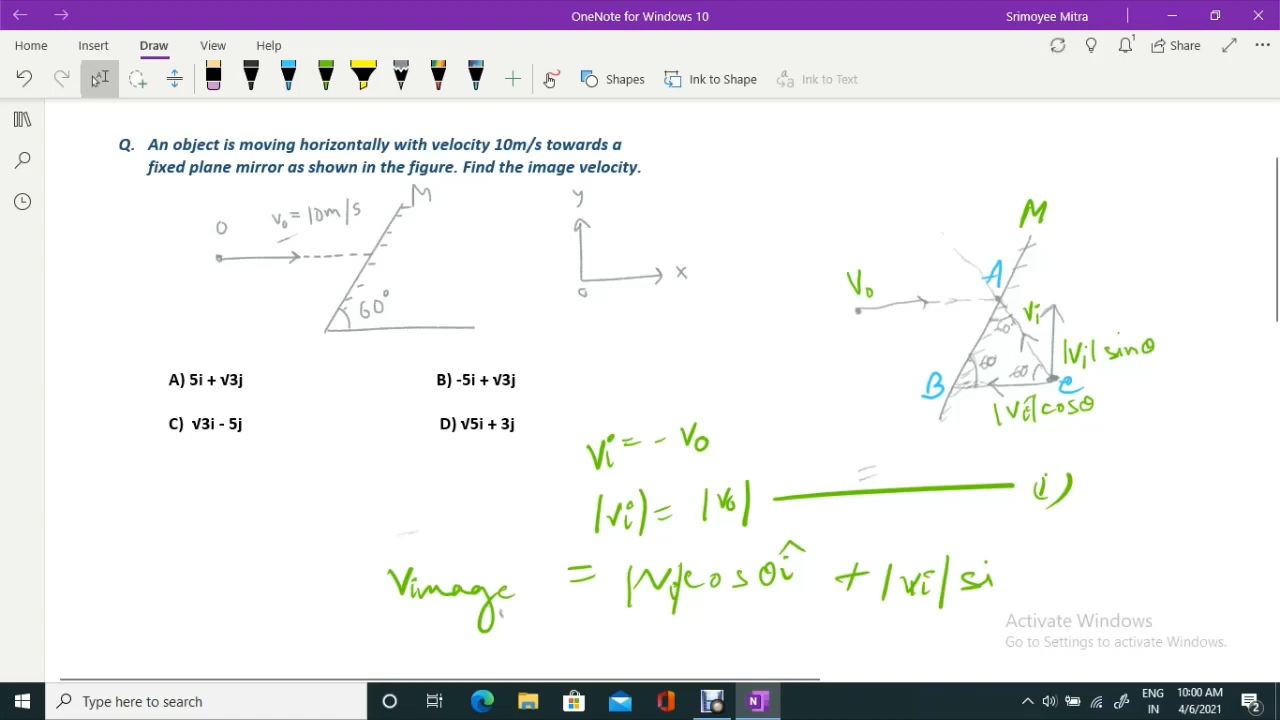 OneNote for Windows 10
Srimoyee Mitra
Home Insert Draw View Help
Share
Shapes
Ink to Shape
Ink to Text
Q. An object is moving horizontally with velocity 10m/s towards a
fixed plane mirror as shown in the figure. Find the image velocity.
M
O
v₀ = 10m/s
60°
y
x
A) 5i + √3j
B) -5i + √3j
C) √3i - 5j
D) √5i + 3j
M
A
V₀
Vi
60°
60
60
|Vi| sinθ
B
C
|Vi| cosθ
Vi = - V₀
|Vi| = |V₀| (i)
Vimage = |Vi| cosθ î + |Vi| si
Activate Windows
Go to Settings to activate Windows.
Type here to search
ENG
IN
10:00 AM
4/6/2021
2